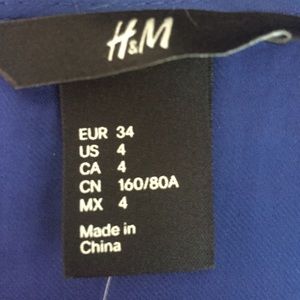 H&M
EUR 34
US 4
CA 4
CN 160/80A
MX 4
Made in
China